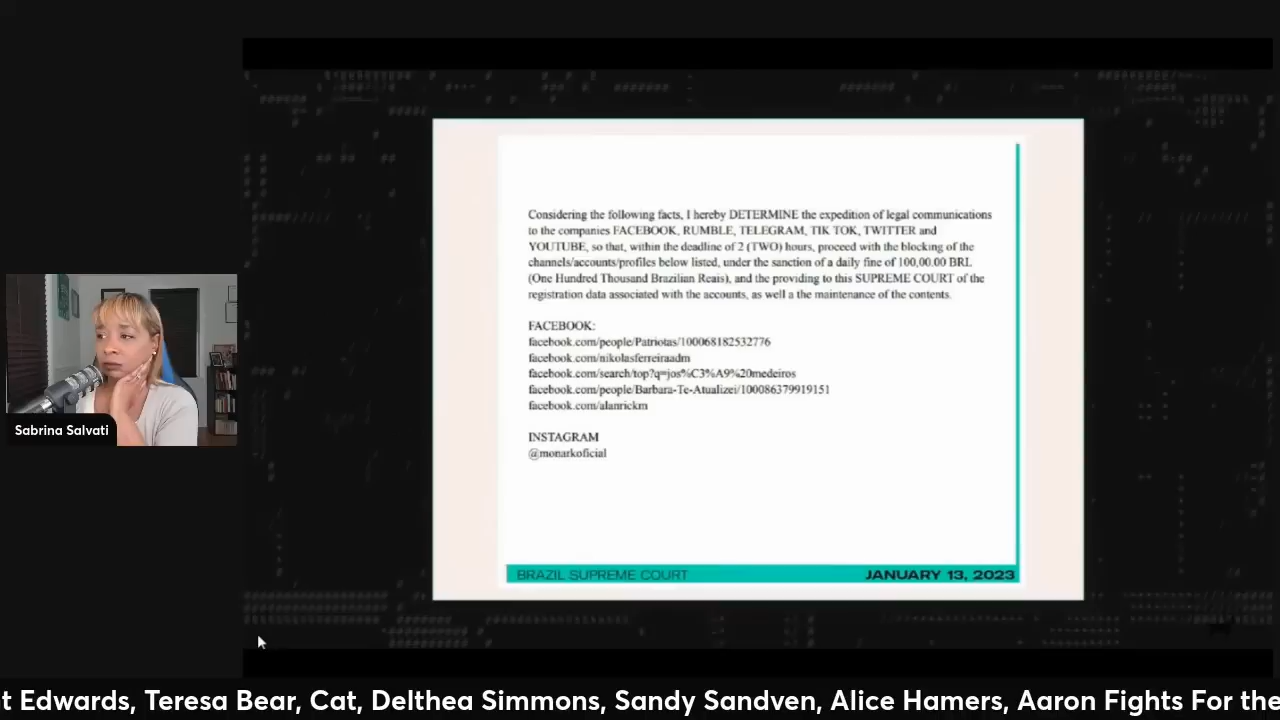 Considering the following facts, I hereby DETERMINE the expedition of legal communications
to the companies FACEBOOK, RUMBLE, TELEGRAM, TIK TOK, TWITTER and
YOUTUBE, so that, within the deadline of 2 (TWO) hours, proceed with the blocking of the
channels/accounts/profiles below listed, under the sanction of a daily fine of 100,00.00 BRL
(One Hundred Thousand Brazilian Reais), and the providing to this SUPREME COURT of the
registration data associated with the accounts, as well a the maintenance of the contents.
FACEBOOK:
facebook.com/people/Patriotas/100068182532776
facebook.com/nikolasferreiraadm
facebook.com/search/top?q=jos%C3%A9%20medeiros
facebook.com/people/Barbara-Te-Atualizei/100086379919151
facebook.com/alanrickm
INSTAGRAM
@monarkoficial
BRAZIL SUPREME COURT JANUARY 13, 2023
Sabrina Salvati
t Edwards, Teresa Bear, Cat, Delthea Simmons, Sandy Sandven, Alice Hamers, Aaron Fights For the